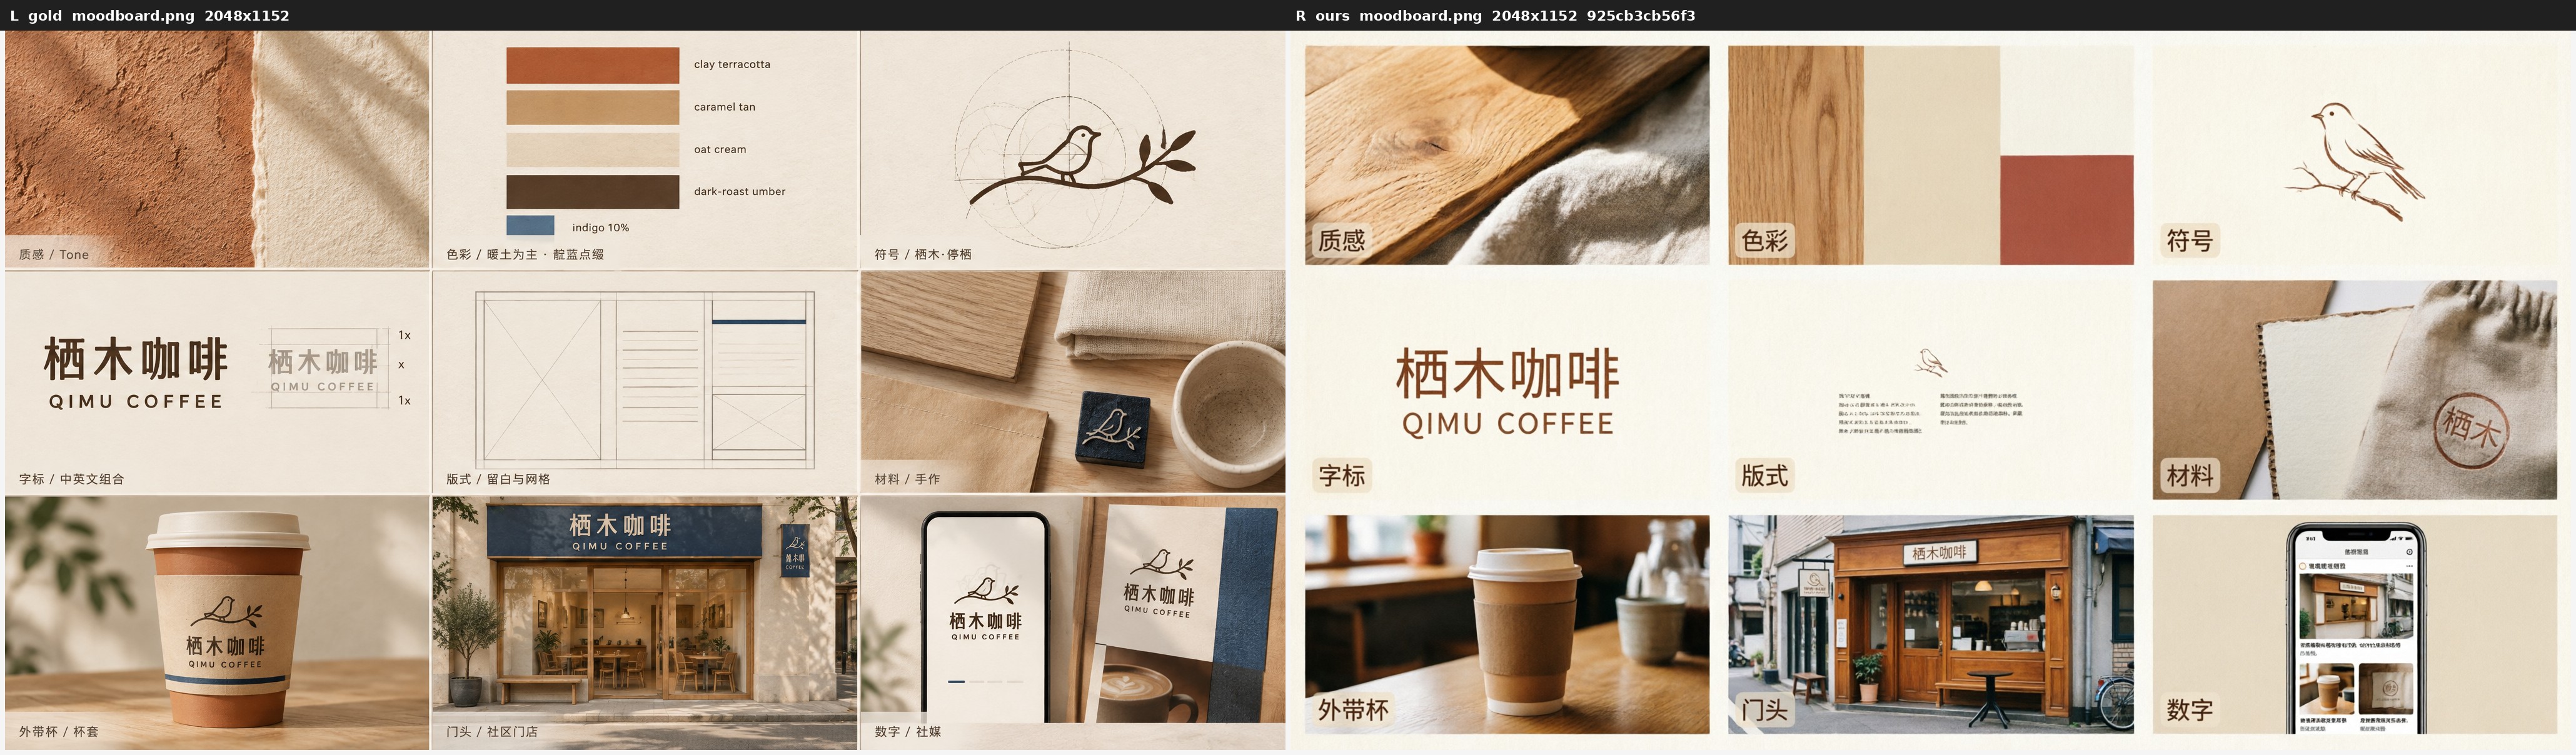 L gold moodboard.png 2048x1152
R ours moodboard.png 2048x1152 925cb3cb56f3
clay terracotta
caramel tan
oat cream
dark-roast umber
indigo 10%
质感 / Tone
色彩 / 暖土为主 · 靛蓝点缀
符号 / 栖木·停栖
栖木咖啡
QIMU COFFEE
栖木咖啡
QIMU COFFEE
1x
x
1x
字标 / 中英文组合
版式 / 留白与网格
材料 / 手作
栖木咖啡
QIMU COFFEE
外带杯 / 杯套
栖木咖啡
QIMU COFFEE
COFFEE
门头 / 社区门店
栖木咖啡
QIMU COFFEE
栖木咖啡
QIMU COFFEE
数字 / 社媒
质感
色彩
符号
栖木咖啡
QIMU COFFEE
字标
版式
栖木
材料
外带杯
栖木咖啡
门头
数字